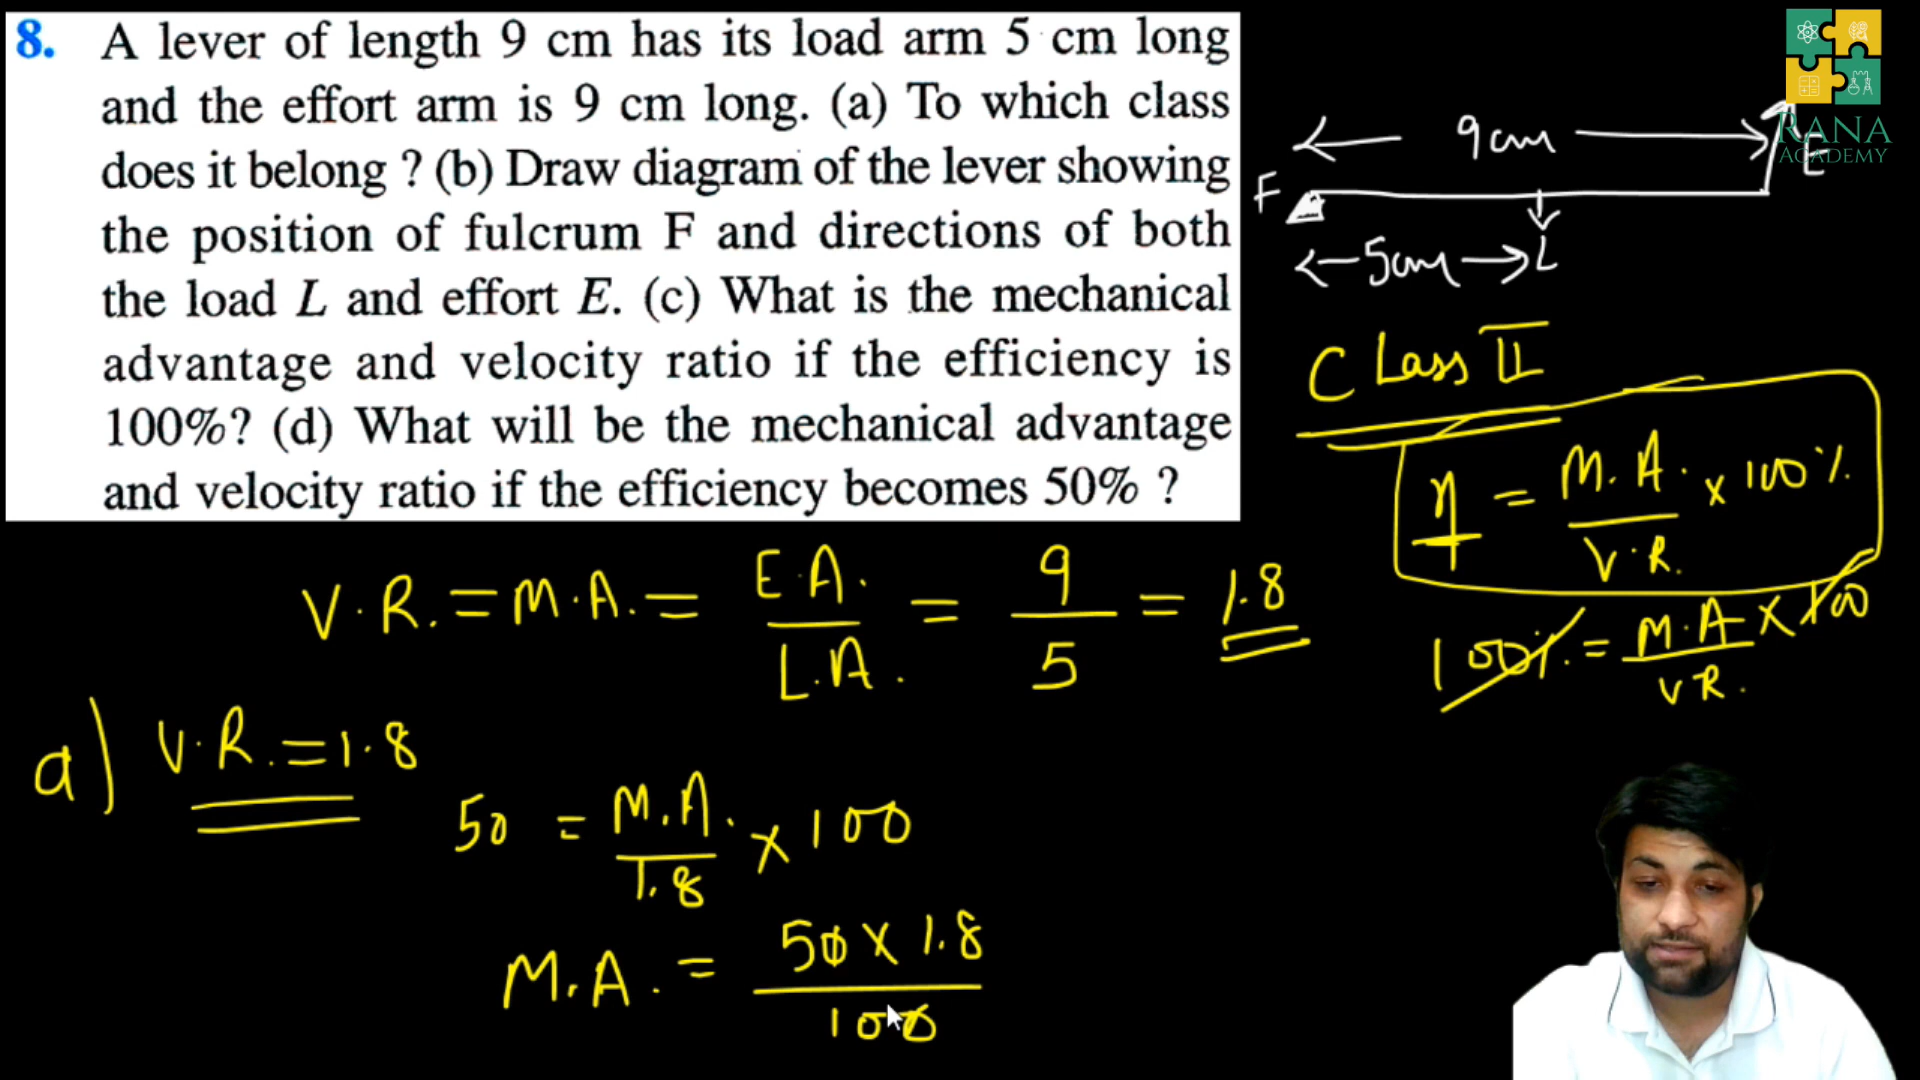 8. A lever of length 9 cm has its load arm 5 cm long
and the effort arm is 9 cm long. (a) To which class
does it belong ? (b) Draw diagram of the lever showing
the position of fulcrum F and directions of both
the load L and effort E. (c) What is the mechanical
advantage and velocity ratio if the efficiency is
100%? (d) What will be the mechanical advantage
and velocity ratio if the efficiency becomes 50% ?
RANA
ACADEMY
9cm
E
F
5cm
L
Class II
η = M.A. / V.R. × 100%
100% = M.A / VR. × 100
V.R. = M.A. = E.A. / L.A. = 9 / 5 = 1.8
a) V.R. = 1.8
50 = M.A. / 1.8 × 100
M.A. = 50 × 1.8 / 100